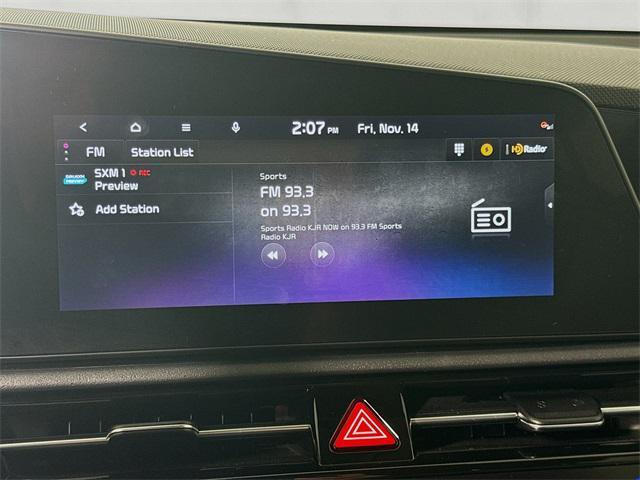 2:07 PM Fri, Nov. 14
FM Station List
HD Radio
SXM 1 REC
Preview
Add Station
Sports
FM 93.3
on 93.3
Sports Radio KJR NOW on 93.3 FM Sports
Radio KJR